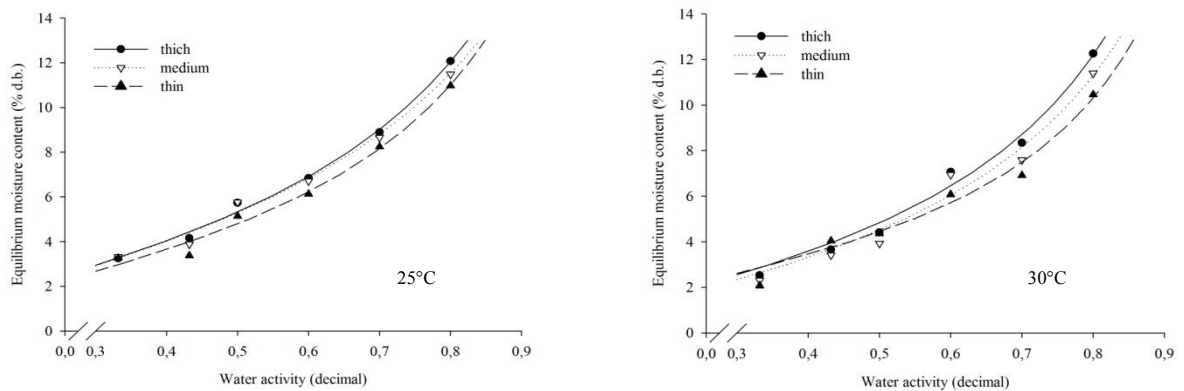 14
12
10
8
6
4
2
0
Equilibrium moisture content (% d.b.)
thich
medium
thin
25°C
0,0 0,3 0,4 0,5 0,6 0,7 0,8 0,9
Water activity (decimal)
14
12
10
8
6
4
2
0
Equilibrium moisture content (% d.b.)
thich
medium
thin
30°C
0,0 0,3 0,4 0,5 0,6 0,7 0,8 0,9
Water activity (decimal)